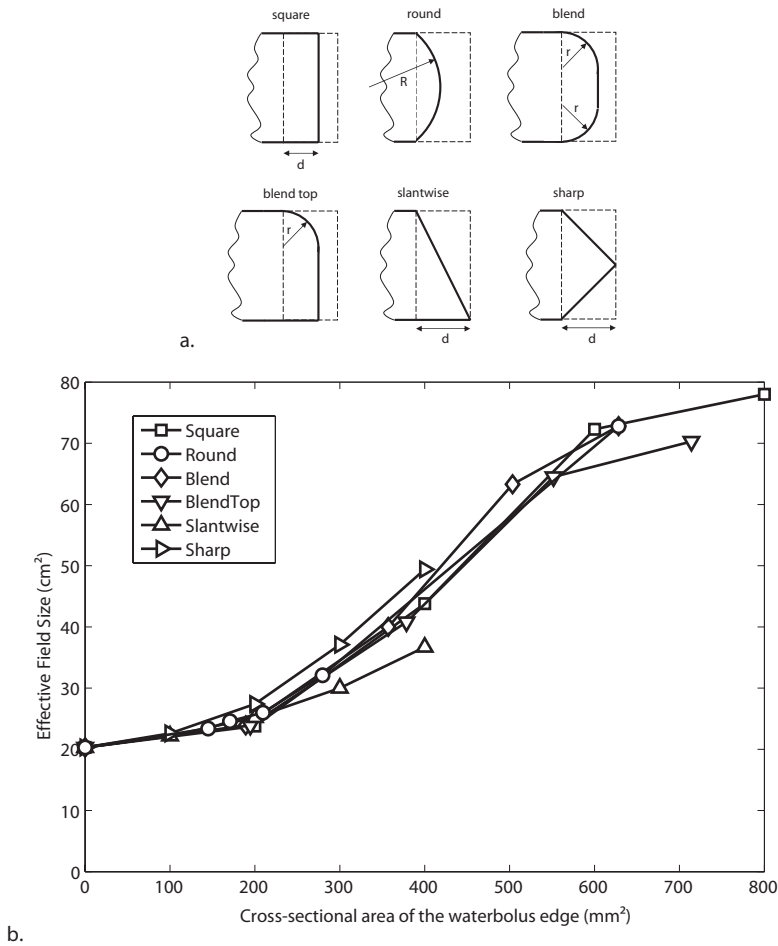 square round blend
R
r
r
d
blend top slantwise sharp
r
d d
a.
80
70
60
50
40
30
20
10
0
Effective Field Size (cm²)
Square
Round
Blend
BlendTop
Slantwise
Sharp
0 100 200 300 400 500 600 700 800
Cross-sectional area of the waterbolus edge (mm²)
b.